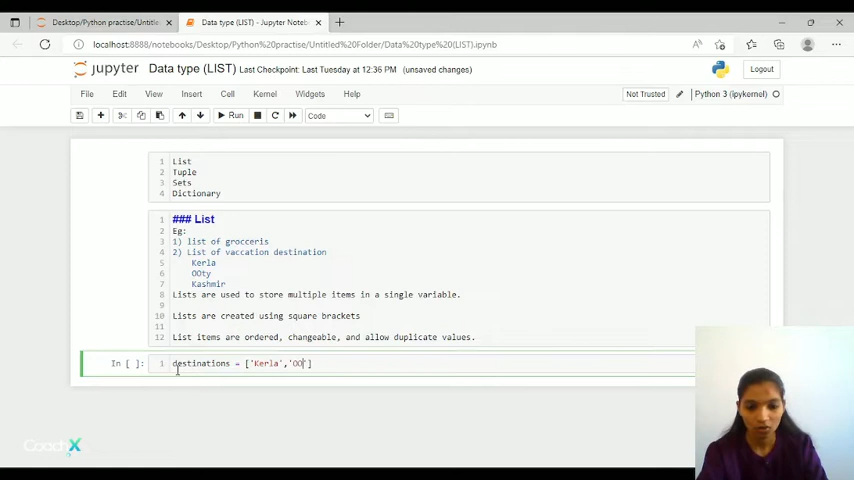 Desktop/Python practise/Untitle
Data type (LIST) - Jupyter Noteb
localhost:8888/notebooks/Desktop/Python%20practise/Untitled%20Folder/Data%20type%20(LIST).ipynb
jupyter Data type (LIST) Last Checkpoint: Last Tuesday at 12:36 PM (unsaved changes)
Logout
File Edit View Insert Cell Kernel Widgets Help
Not Trusted
Python 3 (ipykernel)
Run
Code
1 List
2 Tuple
3 Sets
4 Dictionary
1 ### List
2 Eg:
3 1) list of grocceris
4 2) List of vaccation destination
5 Kerla
6 OOty
7 Kashmir
8 Lists are used to store multiple items in a single variable.
9
10 Lists are created using square brackets
11
12 List items are ordered, changeable, and allow duplicate values.
In [ ]: 1 destinations = ['Kerla','OO']
CoachX